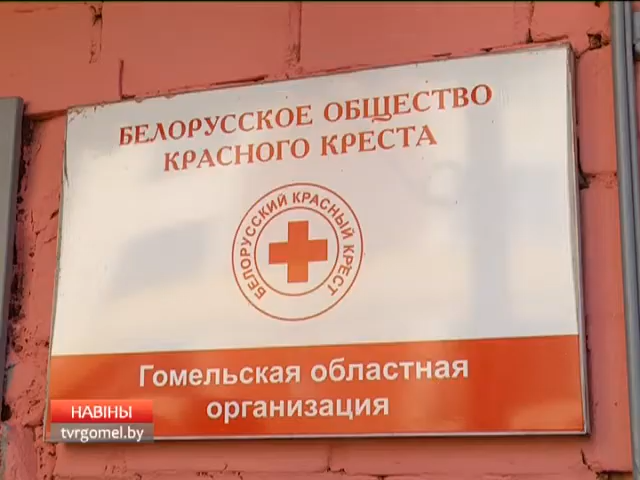 БЕЛОРУССКОЕ ОБЩЕСТВО
КРАСНОГО КРЕСТА
БЕЛОРУССКИЙ КРАСНЫЙ КРЕСТ
Гомельская областная
организация
НАВІНЫ
tvrgomel.by